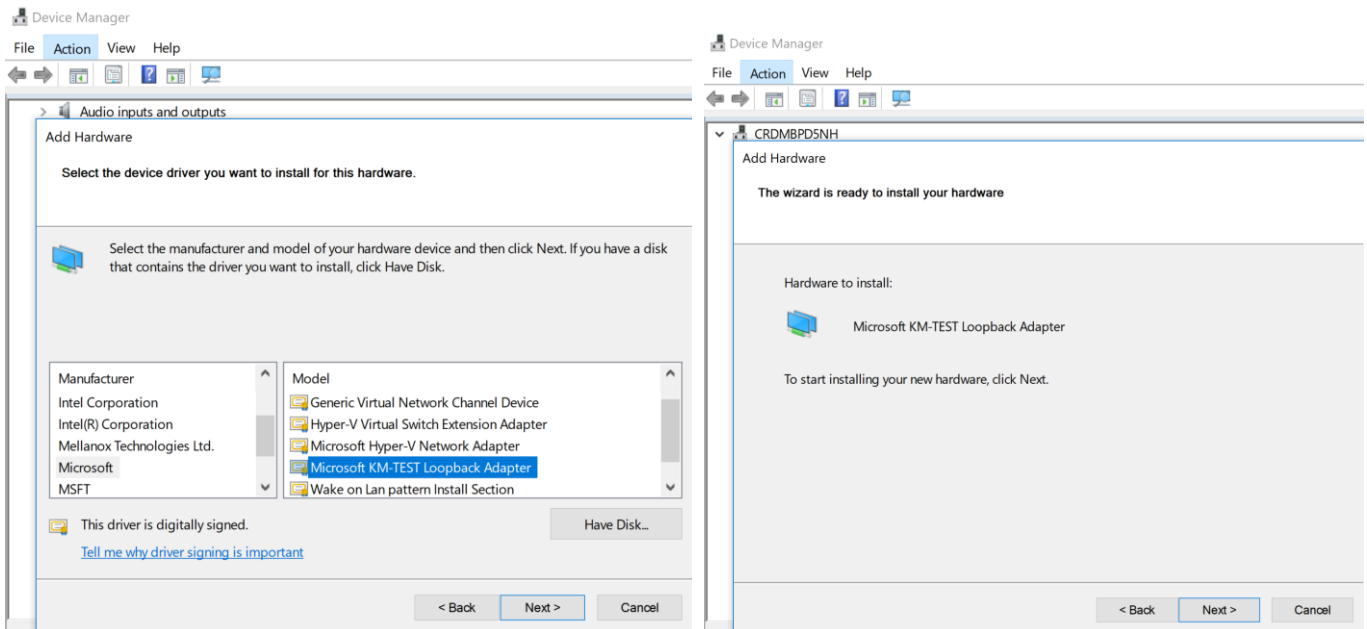 Device Manager
File Action View Help
Audio inputs and outputs
Add Hardware
Select the device driver you want to install for this hardware.
Select the manufacturer and model of your hardware device and then click Next. If you have a disk
that contains the driver you want to install, click Have Disk.
Manufacturer
Intel Corporation
Intel(R) Corporation
Mellanox Technologies Ltd.
Microsoft
MSFT
Model
Generic Virtual Network Channel Device
Hyper-V Virtual Switch Extension Adapter
Microsoft Hyper-V Network Adapter
Microsoft KM-TEST Loopback Adapter
Wake on Lan pattern Install Section
This driver is digitally signed.
Have Disk...
Tell me why driver signing is important
< Back Next > Cancel
Device Manager
File Action View Help
CRDMBPD5NH
Add Hardware
The wizard is ready to install your hardware
Hardware to install:
Microsoft KM-TEST Loopback Adapter
To start installing your new hardware, click Next.
< Back Next > Cancel